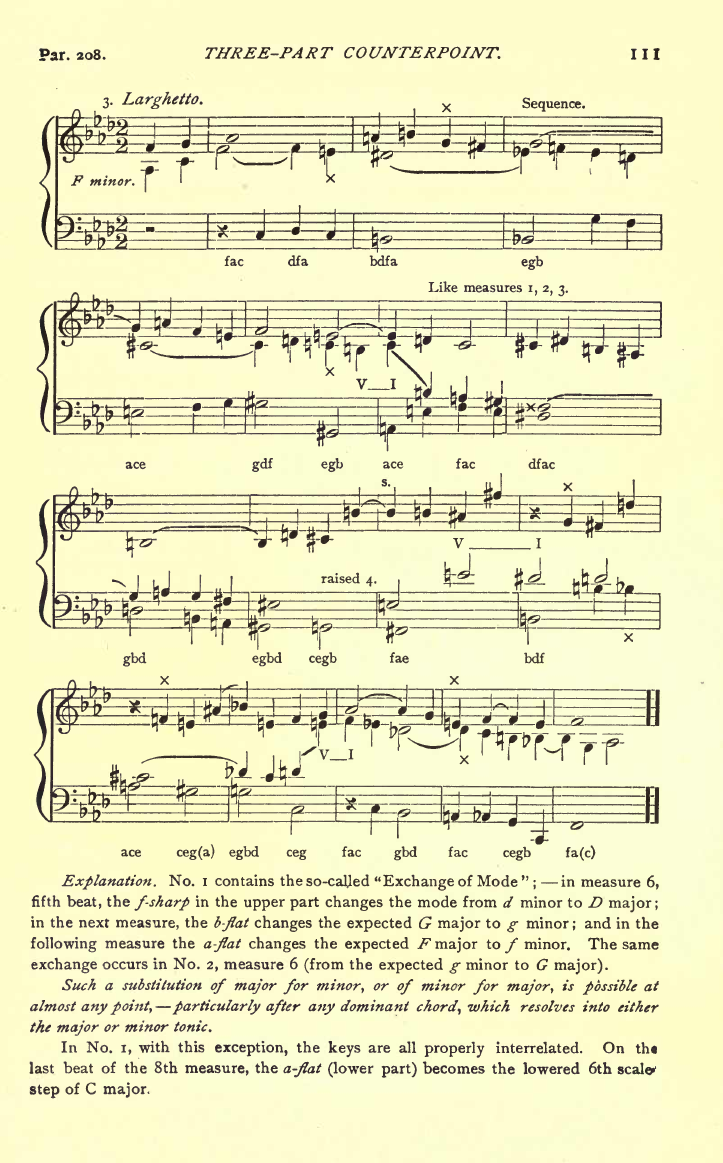 Par. 208. THREE-PART COUNTERPOINT. 111
3. Larghetto. × Sequence.
F minor. ×
fac dfa bdfa egb
Like measures 1, 2, 3.
×
V__I
×
ace gdf egb ace fac dfac
s. ×
V______I
raised 4.
×
gbd egbd cegb fae bdf
× ×
V__I ×
ace ceg(a) egbd ceg fac gbd fac cegb fa(c)
Explanation. No. 1 contains the so-called "Exchange of Mode"; — in measure 6,
fifth beat, the f-sharp in the upper part changes the mode from d minor to D major;
in the next measure, the b-flat changes the expected G major to g minor; and in the
following measure the a-flat changes the expected F major to f minor. The same
exchange occurs in No. 2, measure 6 (from the expected g minor to G major).
Such a substitution of major for minor, or of minor for major, is possible at
almost any point, — particularly after any dominant chord, which resolves into either
the major or minor tonic.
In No. 1, with this exception, the keys are all properly interrelated. On the
last beat of the 8th measure, the a-flat (lower part) becomes the lowered 6th scale
step of C major.